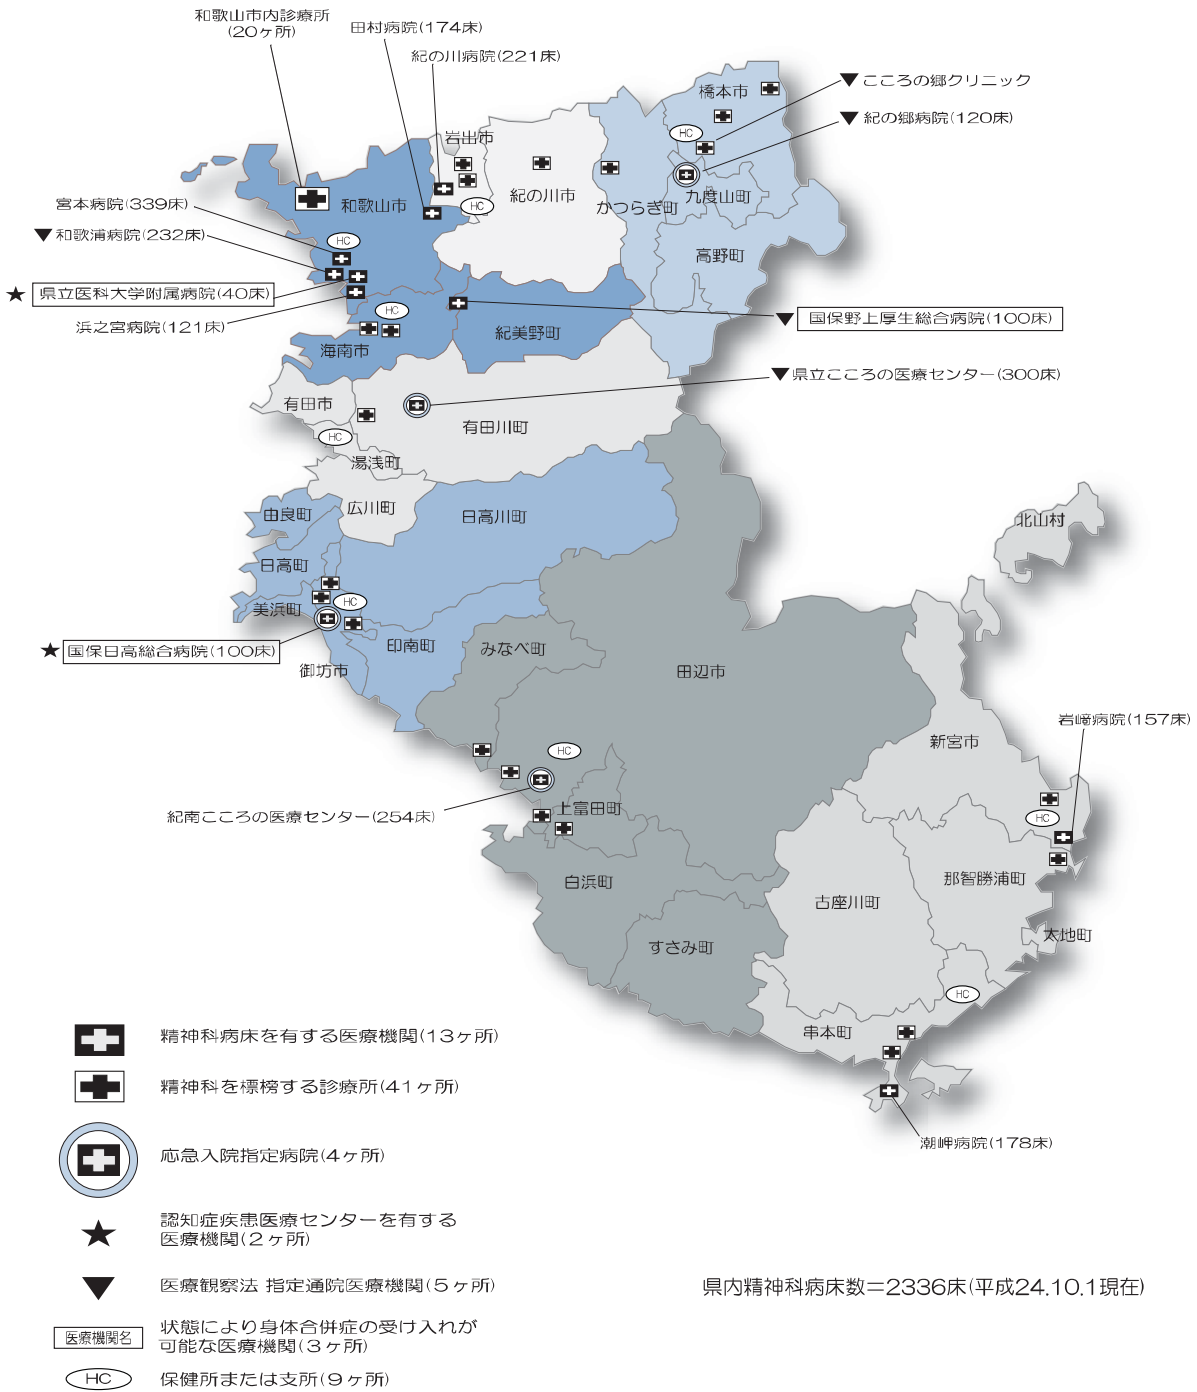 和歌山市内診療所
(20ヶ所)
田村病院(174床)
紀の川病院(221床)
▼こころの郷クリニック
▼紀の郷病院(120床)
橋本市
HC
岩出市
和歌山市
紀の川市
HC
かつらぎ町
九度山町
高野町
宮本病院(339床)
▼和歌浦病院(232床)
HC
★県立医科大学附属病院(40床)
浜之宮病院(121床)
HC
海南市
紀美野町
▼国保野上厚生総合病院(100床)
▼県立こころの医療センター(300床)
有田市
有田川町
HC
湯浅町
広川町
由良町
日高川町
北山村
日高町
美浜町
HC
印南町
みなべ町
★国保日高総合病院(100床)
御坊市
田辺市
岩﨑病院(157床)
新宮市
HC
紀南こころの医療センター(254床)
上富田町
HC
白浜町
那智勝浦町
古座川町
すさみ町
太地町
HC
串本町
潮岬病院(178床)
精神科病床を有する医療機関(13ヶ所)
精神科を標榜する診療所(41ヶ所)
応急入院指定病院(4ヶ所)
★認知症疾患医療センターを有する
医療機関(2ヶ所)
▼医療観察法 指定通院医療機関(5ヶ所)
県内精神科病床数＝2336床(平成24.10.1現在)
医療機関名
状態により身体合併症の受け入れが
可能な医療機関(3ヶ所)
HC
保健所または支所(9ヶ所)